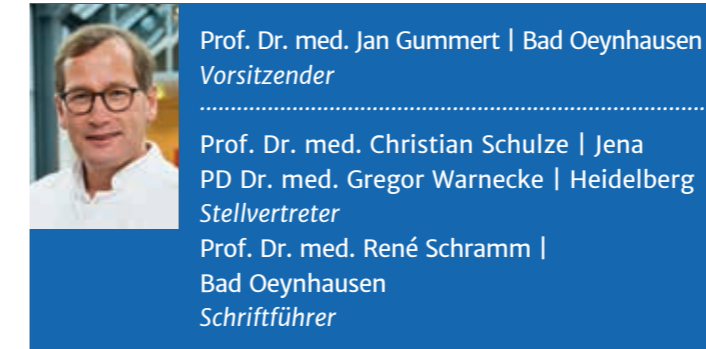 Prof. Dr. med. Jan Gummert | Bad Oeynhausen
Vorsitzender
Prof. Dr. med. Christian Schulze | Jena
PD Dr. med. Gregor Warnecke | Heidelberg
Stellvertreter
Prof. Dr. med. René Schramm |
Bad Oeynhausen
Schriftführer